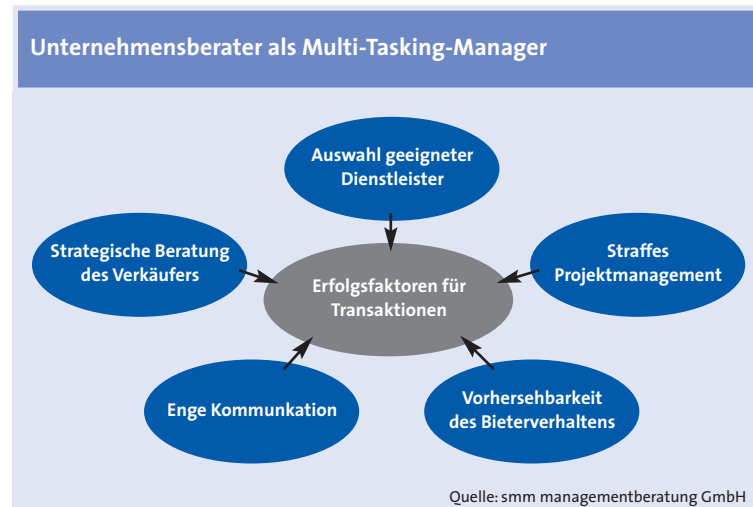 Unternehmensberater als Multi-Tasking-Manager
Auswahl geeigneter
Dienstleister
Strategische Beratung
des Verkäufers
Straffes
Projektmanagement
Erfolgsfaktoren für
Transaktionen
Enge Kommunkation
Vorhersehbarkeit
des Bieterverhaltens
Quelle: smm managementberatung GmbH